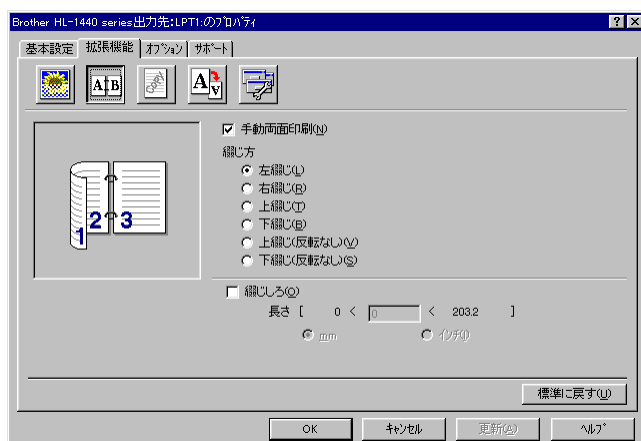 Brother HL-1440 series出力先:LPT1:のプロパティ
基本設定 拡張機能 オプション サポート
A B Copy A A
手動両面印刷(N)
綴じ方
左綴じ(L)
右綴じ(R)
上綴じ(T)
下綴じ(B)
上綴じ(反転なし)(V)
下綴じ(反転なし)(S)
1 2 3
綴じしろ(O)
長さ [ 0 < 0 < 203.2 ]
mm インチ(I)
標準に戻す(U)
OK キャンセル 更新(A) ヘルプ